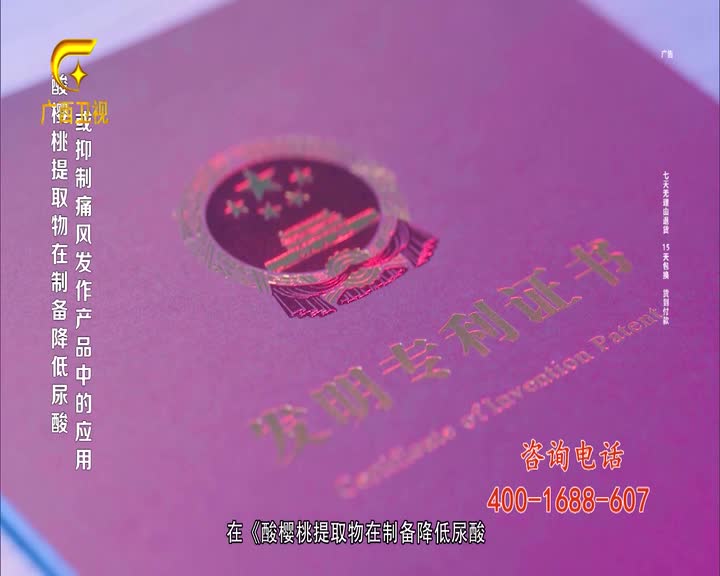 广西卫视
广告
酸樱桃提取物在制备降低尿酸
或抑制痛风发作产品中的应用
七天无理由退货 15天包换 货到付款
发明专利证书
Certificate of Invention Patent
咨询电话
400-1688-607
在《酸樱桃提取物在制备降低尿酸